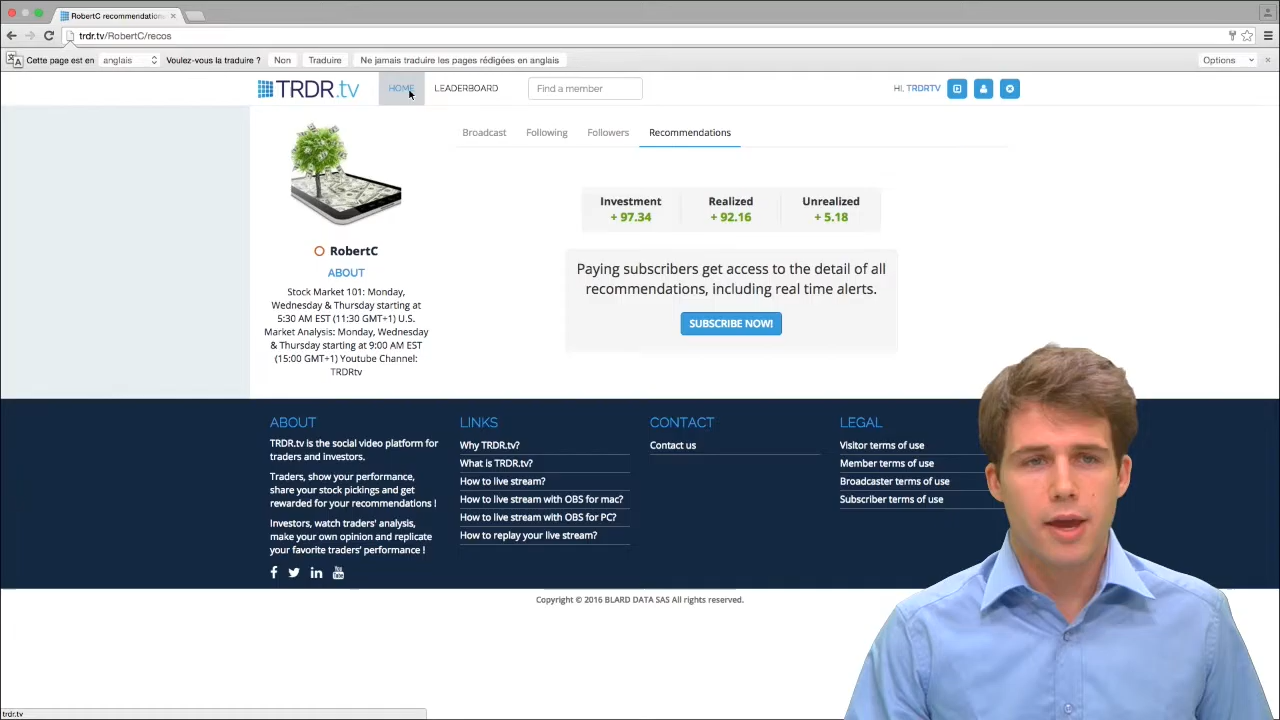 RobertC recommendation
trdr.tv/RobertC/recos
Cette page est en anglais Voulez-vous la traduire ? Non Traduire Ne jamais traduire les pages rédigées en anglais Options
TRDR.tv HOME LEADERBOARD Find a member HI, TRDRTV
Broadcast Following Followers Recommendations
Investment Realized Unrealized
+ 97.34 + 92.16 + 5.18
RobertC
ABOUT
Stock Market 101: Monday,
Wednesday & Thursday starting at
5:30 AM EST (11:30 GMT+1) U.S.
Market Analysis: Monday, Wednesday
& Thursday starting at 9:00 AM EST
(15:00 GMT+1) Youtube Channel:
TRDRtv
Paying subscribers get access to the detail of all
recommendations, including real time alerts.
SUBSCRIBE NOW!
ABOUT
TRDR.tv is the social video platform for
traders and investors.
Traders, show your performance,
share your stock pickings and get
rewarded for your recommendations !
Investors, watch traders' analysis,
make your own opinion and replicate
your favorite traders' performance !
LINKS
Why TRDR.tv?
What is TRDR.tv?
How to live stream?
How to live stream with OBS for mac?
How to live stream with OBS for PC?
How to replay your live stream?
CONTACT
Contact us
LEGAL
Visitor terms of use
Member terms of use
Broadcaster terms of use
Subscriber terms of use
Copyright © 2016 BLARD DATA SAS All rights reserved.
trdr.tv